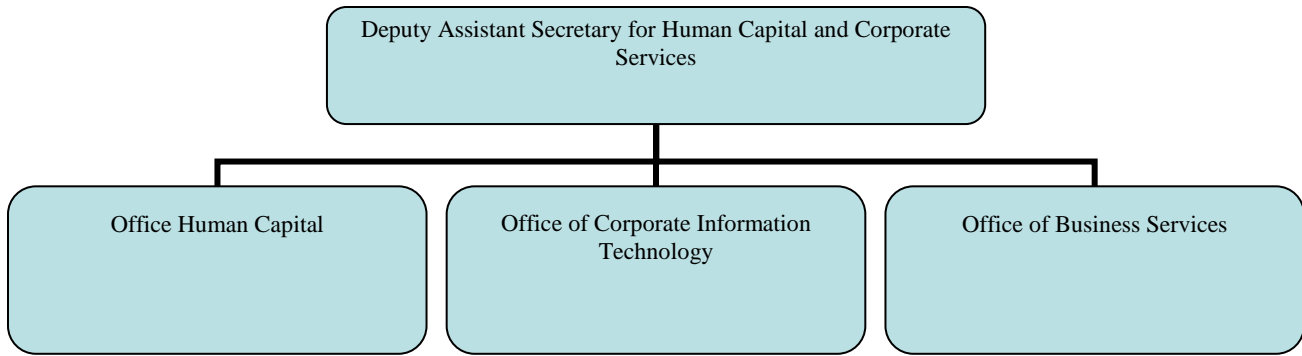 Deputy Assistant Secretary for Human Capital and Corporate
Services
Office Human Capital
Office of Corporate Information
Technology
Office of Business Services